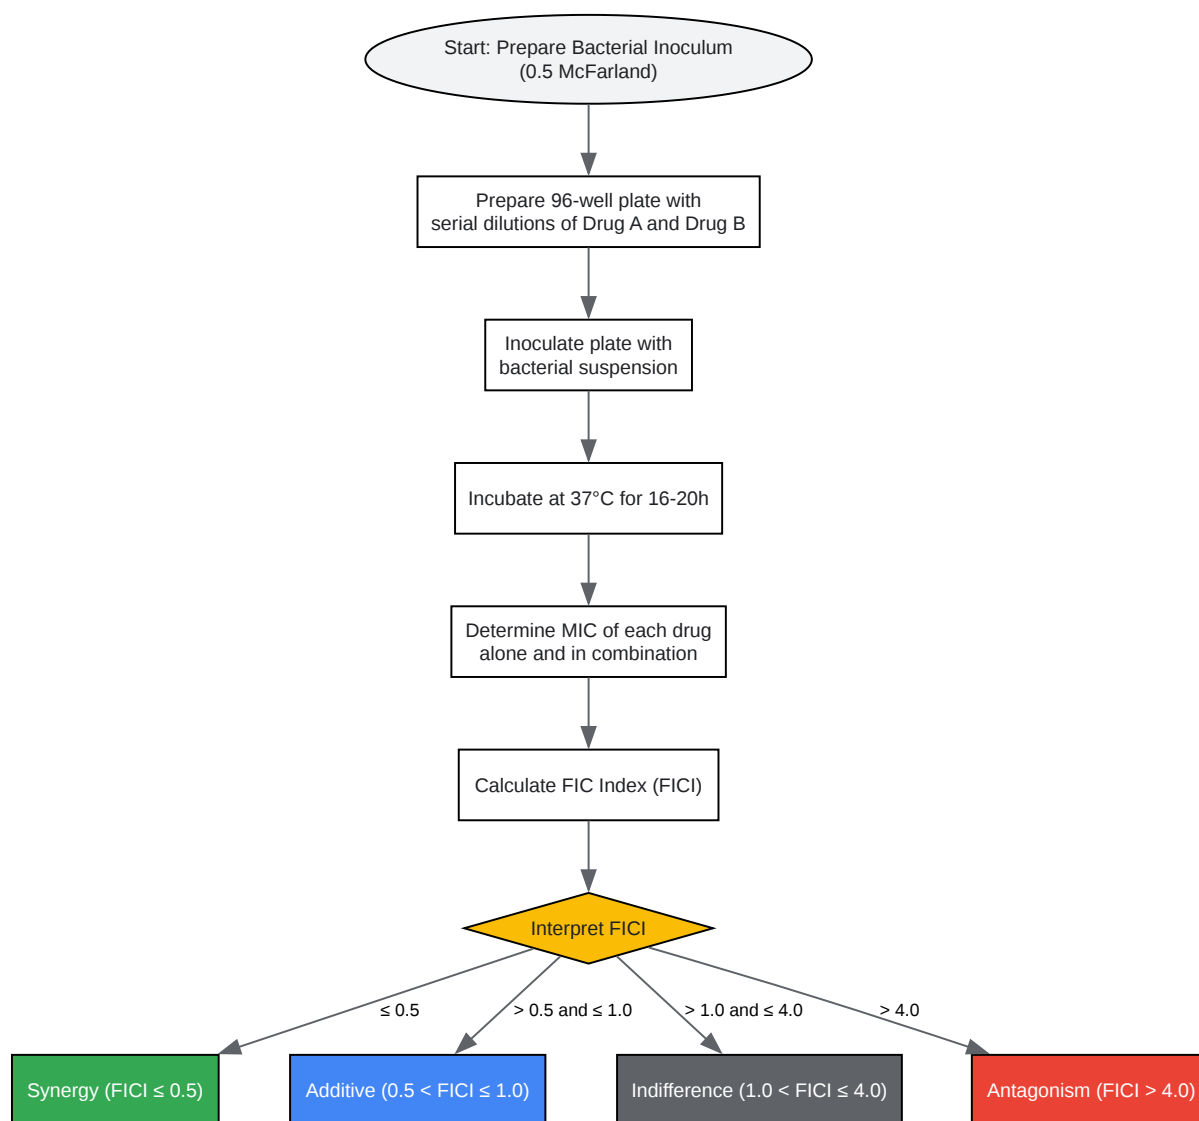 Start: Prepare Bacterial Inoculum
(0.5 McFarland)
Prepare 96-well plate with
serial dilutions of Drug A and Drug B
Inoculate plate with
bacterial suspension
Incubate at 37°C for 16-20h
Determine MIC of each drug
alone and in combination
Calculate FIC Index (FICI)
Interpret FICI
≤ 0.5
> 0.5 and ≤ 1.0
> 1.0 and ≤ 4.0
> 4.0
Synergy (FICI ≤ 0.5)
Additive (0.5 < FICI ≤ 1.0)
Indifference (1.0 < FICI ≤ 4.0)
Antagonism (FICI > 4.0)